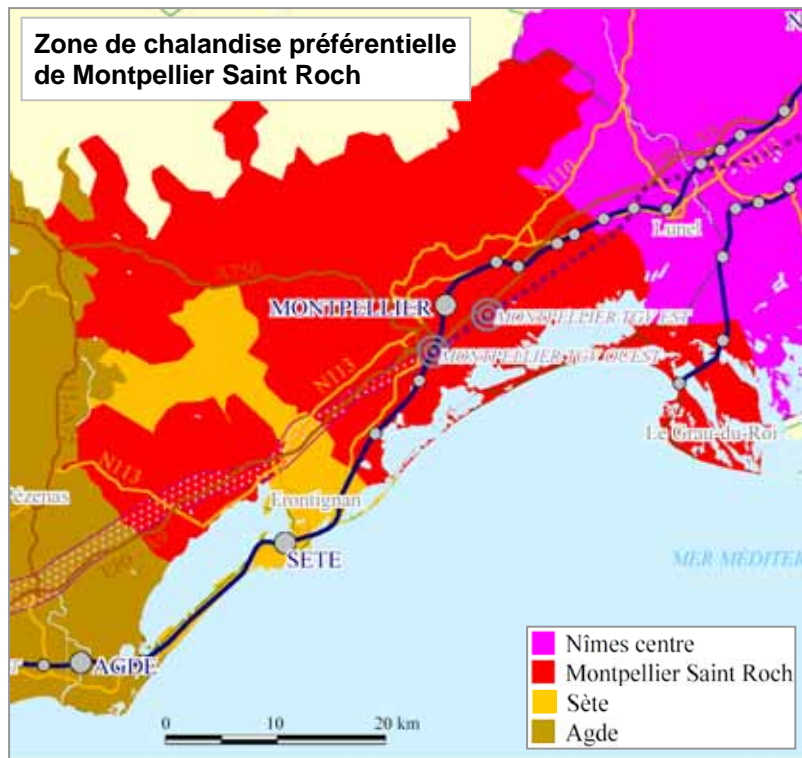 Zone de chalandise préférentielle
de Montpellier Saint Roch
N110
N113
Lunel
A750
MONTPELLIER
MONTPELLIER TGV EST
MONTPELLIER TGV OUEST
N113
Le Grau-du-Roi
N113
Pézenas
Frontignan
SETE
MER MÉDITER
AGDE
Nîmes centre
Montpellier Saint Roch
Sète
Agde
0 10 20 km